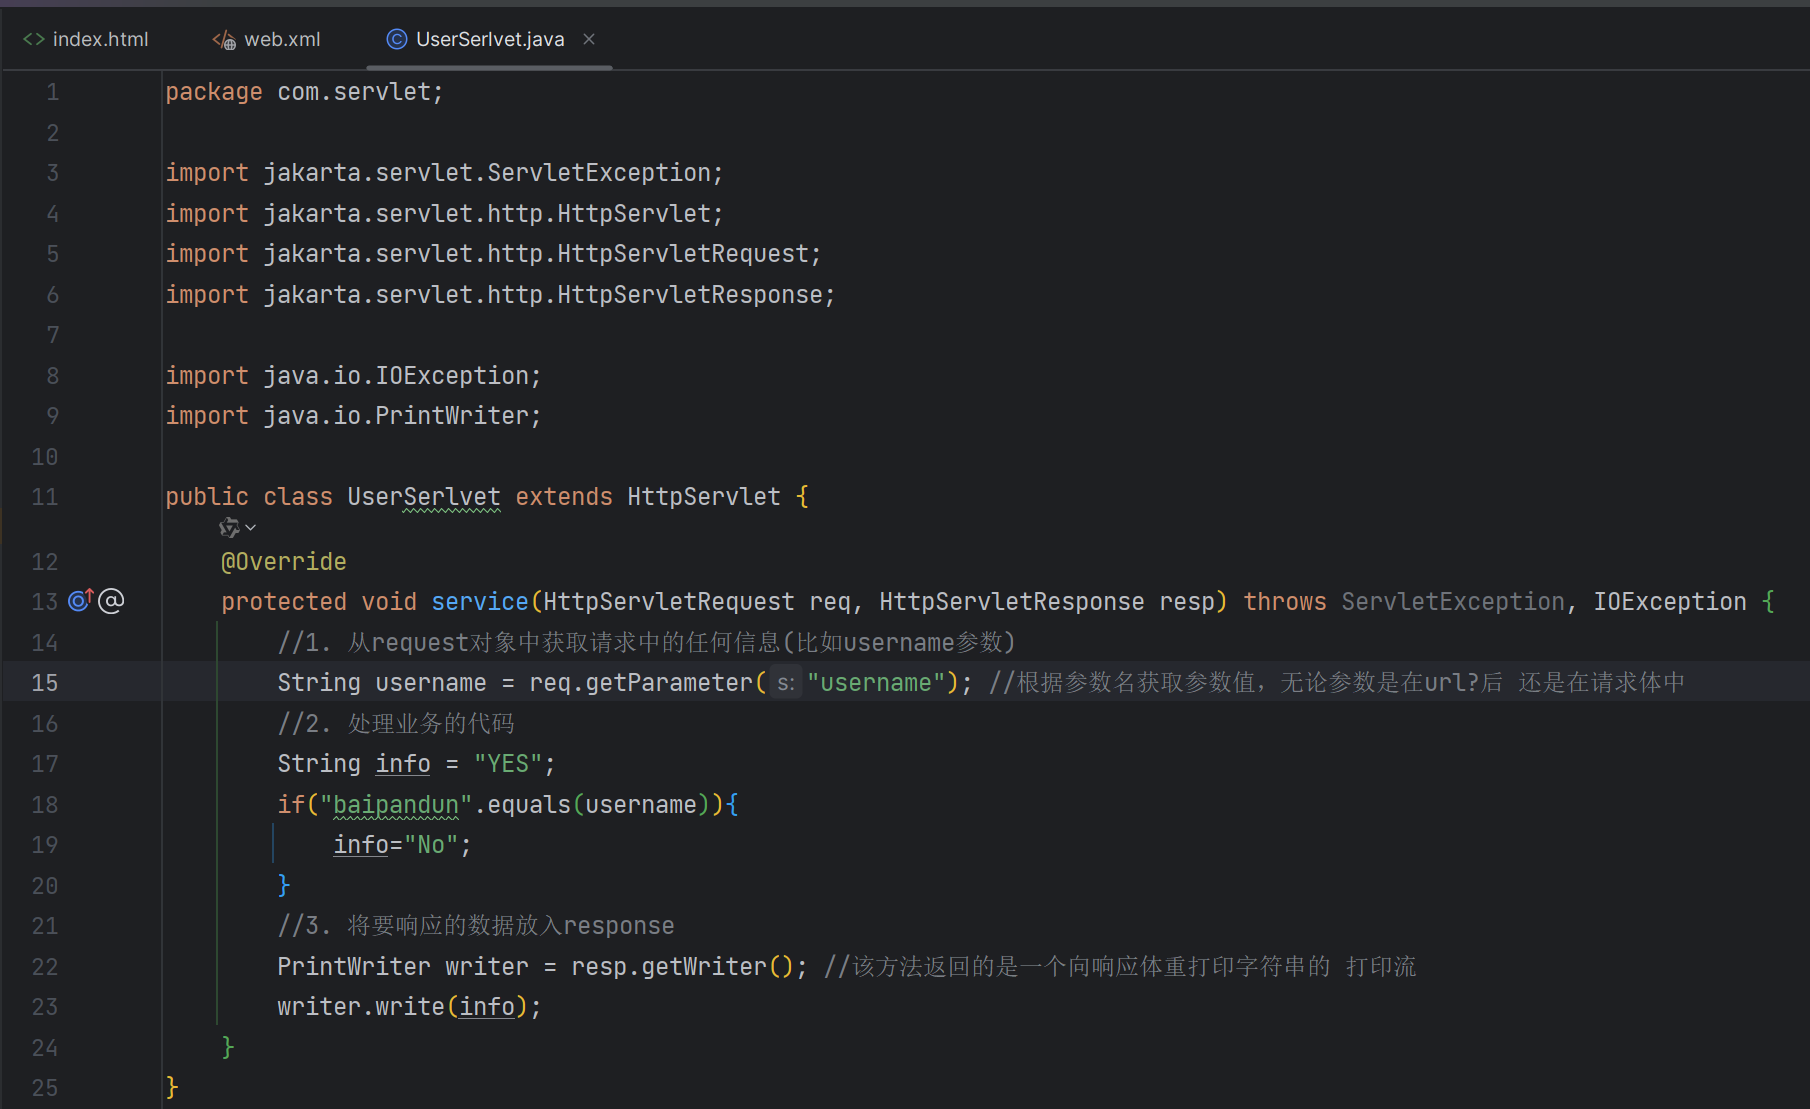 index.html web.xml UserSerlvet.java
1 package com.servlet;
2
3 import jakarta.servlet.ServletException;
4 import jakarta.servlet.http.HttpServlet;
5 import jakarta.servlet.http.HttpServletRequest;
6 import jakarta.servlet.http.HttpServletResponse;
7
8 import java.io.IOException;
9 import java.io.PrintWriter;
10
11 public class UserSerlvet extends HttpServlet {
12 @Override
13 protected void service(HttpServletRequest req, HttpServletResponse resp) throws ServletException, IOException {
14 //1. 从request对象中获取请求中的任何信息(比如username参数)
15 String username = req.getParameter( s: "username"); //根据参数名获取参数值，无论参数是在url?后 还是在请求体中
16 //2. 处理业务的代码
17 String info = "YES";
18 if("baipandun".equals(username)){
19 info="No";
20 }
21 //3. 将要响应的数据放入response
22 PrintWriter writer = resp.getWriter(); //该方法返回的是一个向响应体重打印字符串的 打印流
23 writer.write(info);
24 }
25 }